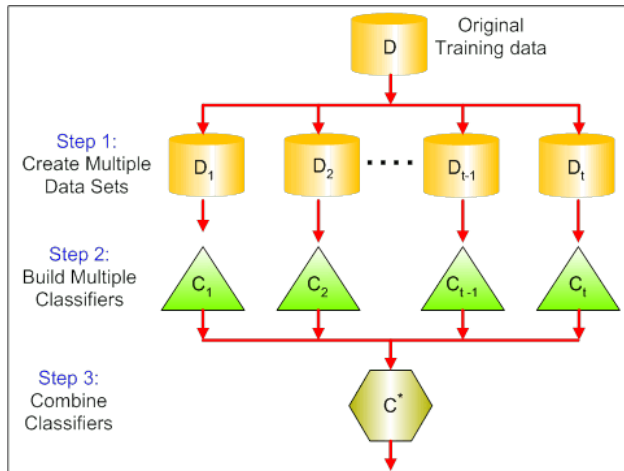 Original
Training data
D
Step 1:
Create Multiple
Data Sets
D1
D2
....
Dt-1
Dt
Step 2:
Build Multiple
Classifiers
C1
C2
Ct-1
Ct
Step 3:
Combine
Classifiers
C*